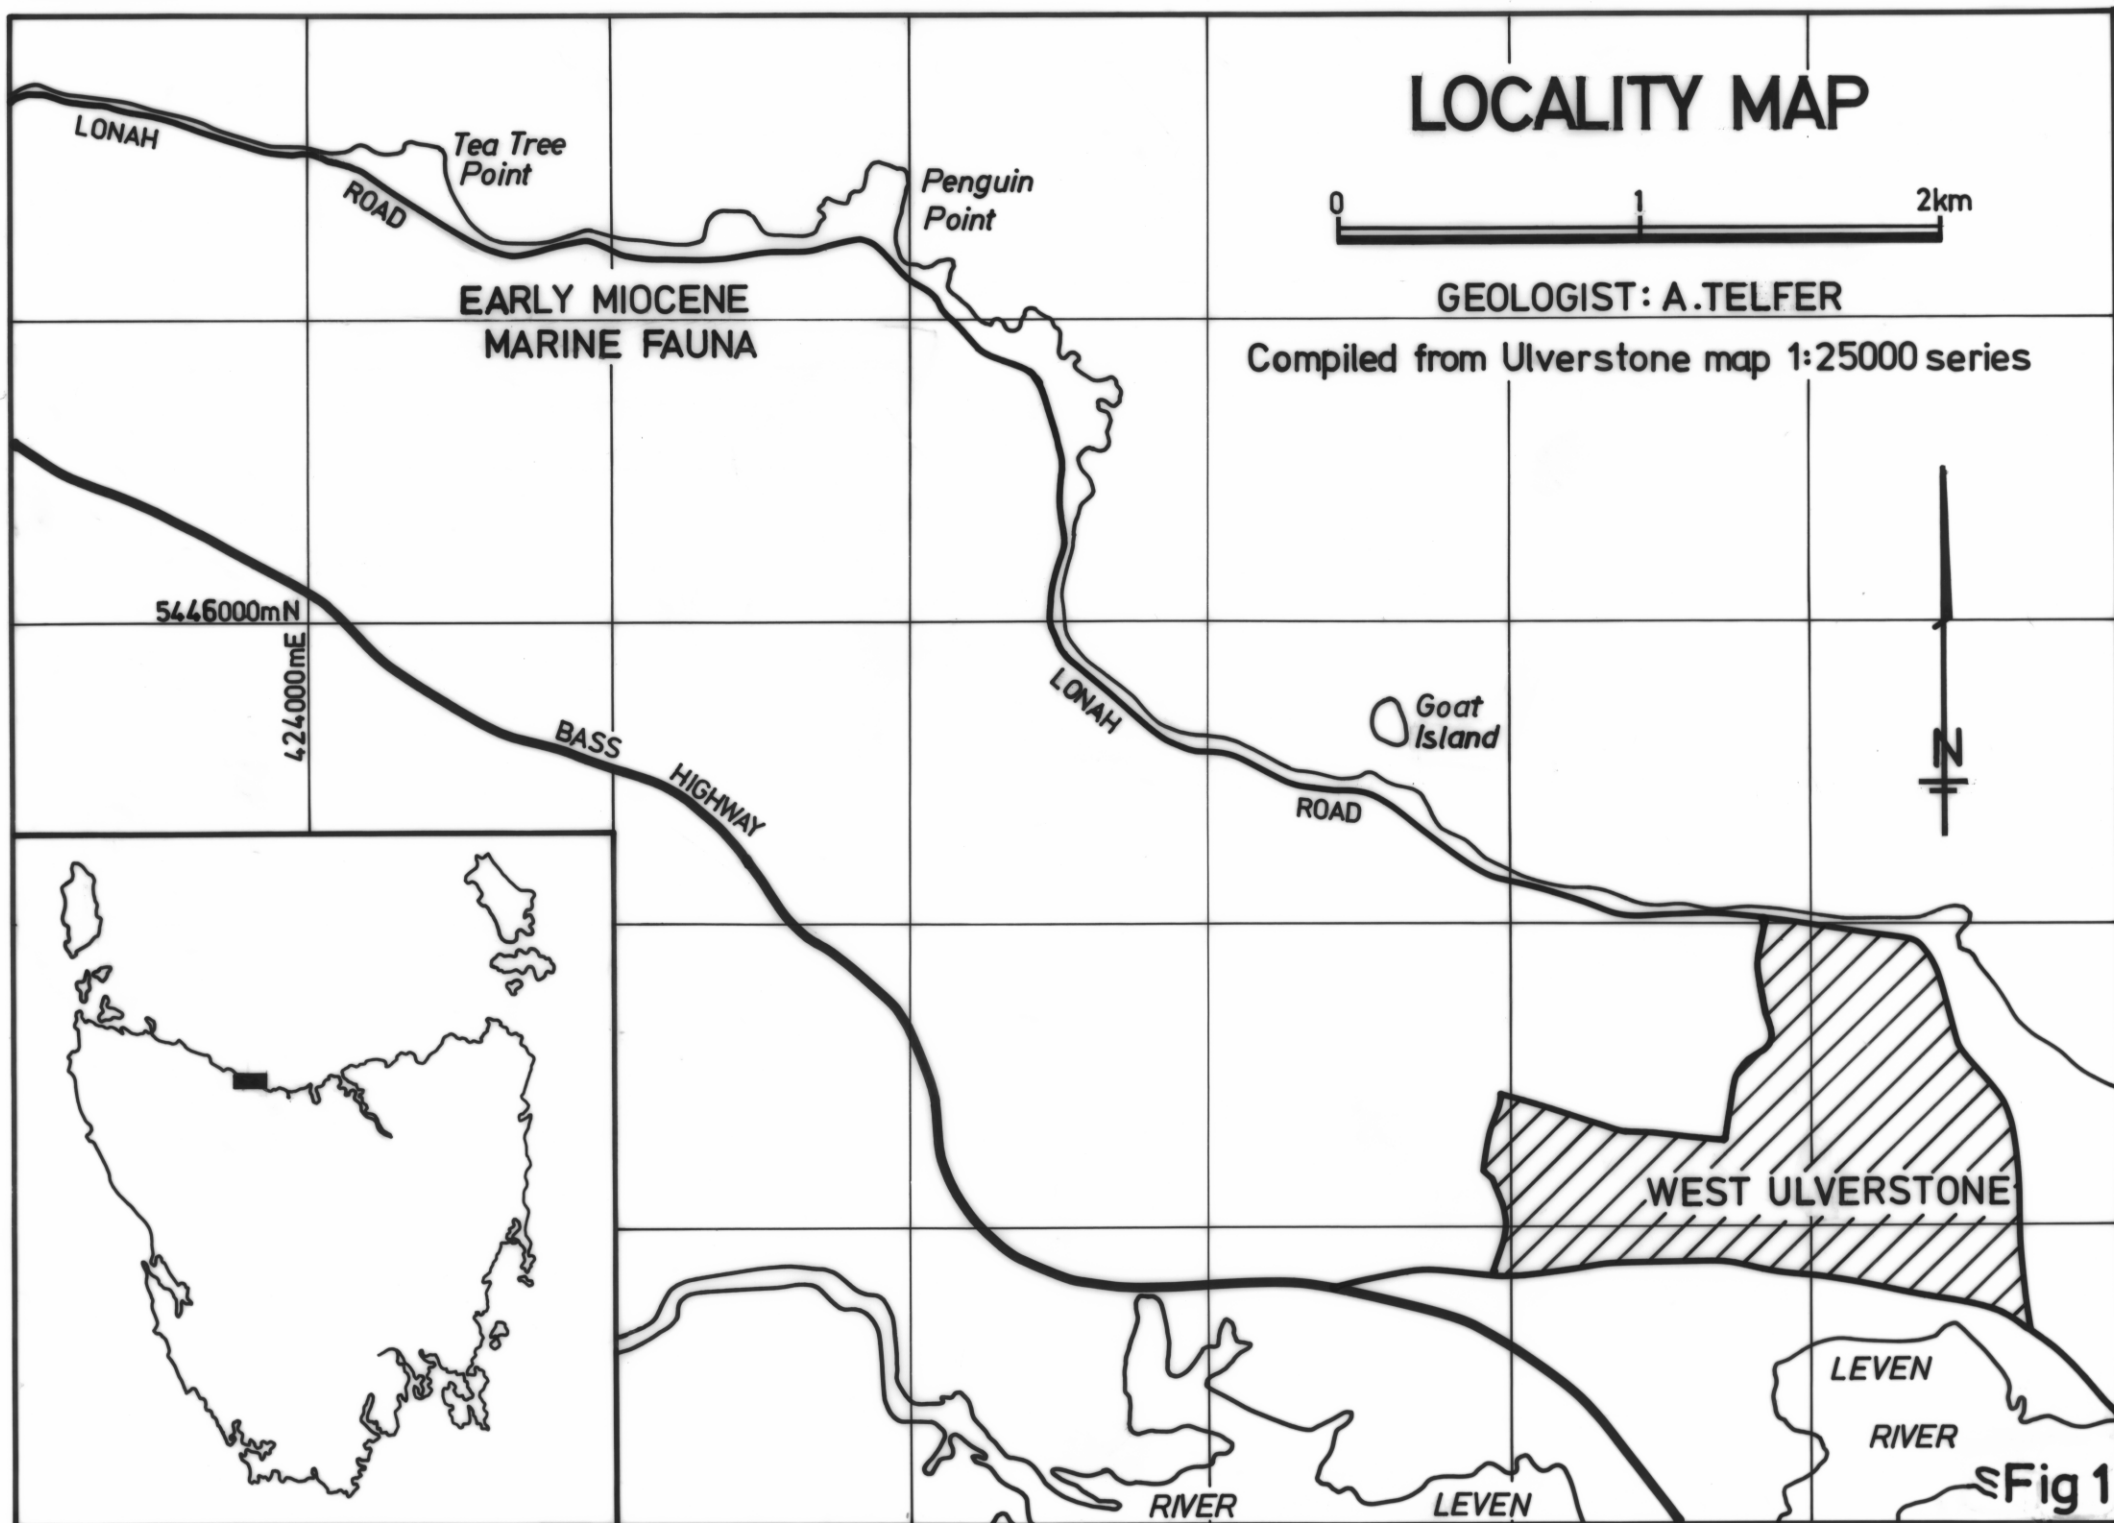 LOCALITY MAP
LONAH
ROAD
Tea Tree
Point
Penguin
Point
0 1 2km
EARLY MIOCENE
MARINE FAUNA
GEOLOGIST: A.TELFER
Compiled from Ulverstone map 1:25000 series
5446000mN
424000mE
BASS
HIGHWAY
LONAH
ROAD
Goat
Island
N
WEST ULVERSTONE
LEVEN
RIVER
RIVER
LEVEN
Fig 1